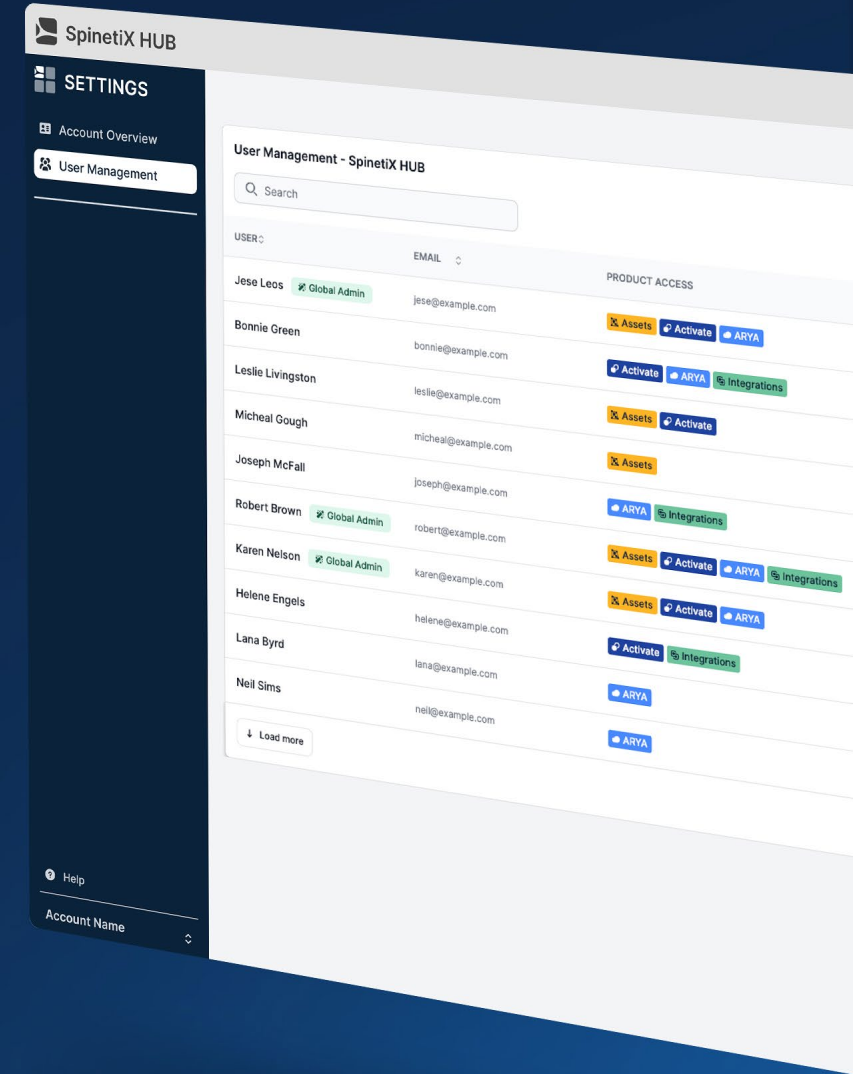 SpinetiX HUB
SETTINGS
Account Overview
User Management
User Management - SpinetiX HUB
Search
USER EMAIL PRODUCT ACCESS
Jese Leos Global Admin jese@example.com Assets Activate ARYA
Bonnie Green bonnie@example.com Activate ARYA Integrations
Leslie Livingston leslie@example.com Assets Activate
Micheal Gough micheal@example.com Assets
Joseph McFall joseph@example.com ARYA Integrations
Robert Brown Global Admin robert@example.com Assets Activate ARYA Integrations
Karen Nelson Global Admin karen@example.com Assets Activate ARYA
Helene Engels helene@example.com Activate Integrations
Lana Byrd lana@example.com ARYA
Neil Sims neil@example.com ARYA
Load more
Help
Account Name